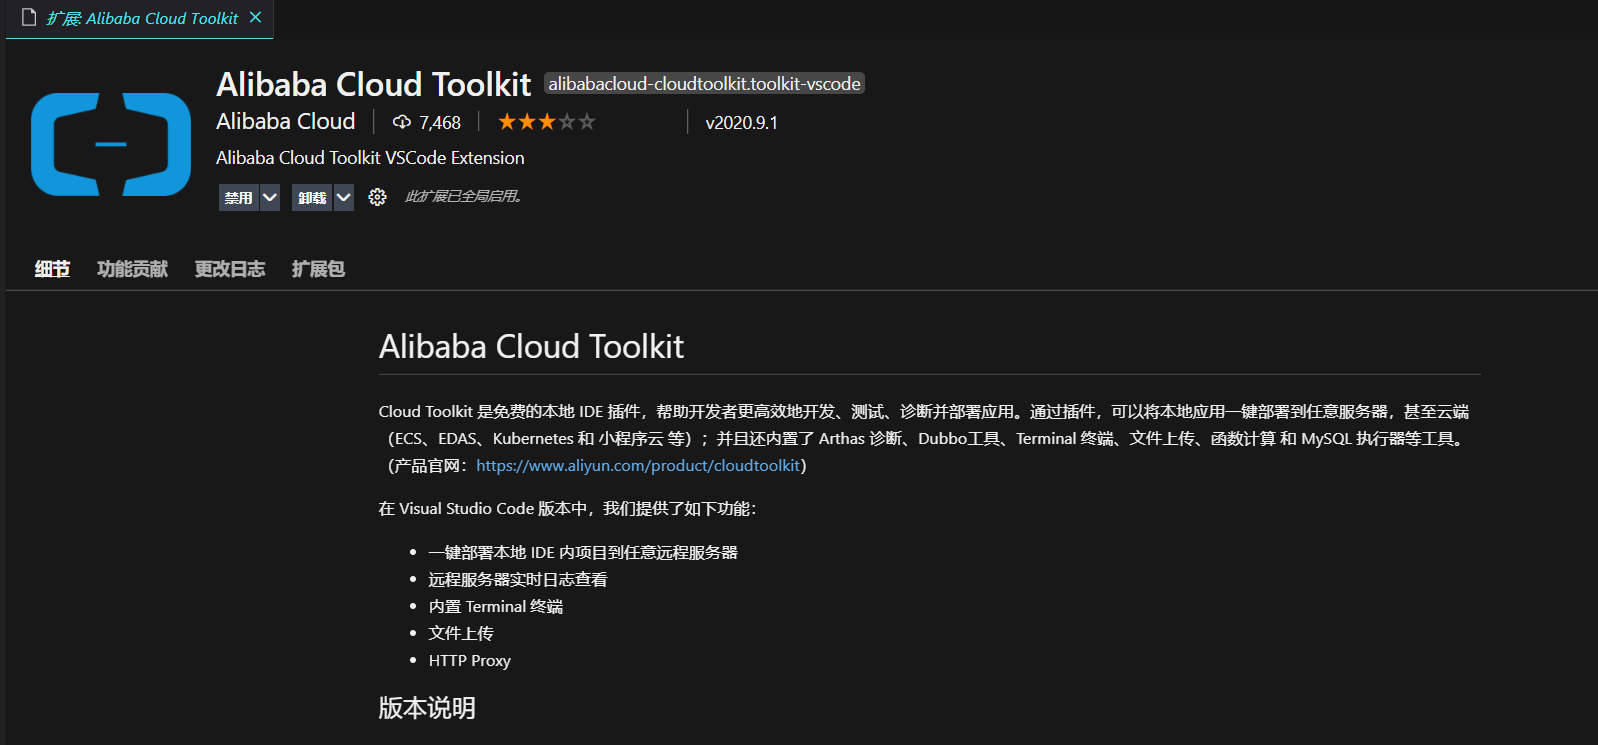 扩展: Alibaba Cloud Toolkit
Alibaba Cloud Toolkit alibabacloud-cloudtoolkit.toolkit-vscode
Alibaba Cloud 7,468 v2020.9.1
Alibaba Cloud Toolkit VSCode Extension
禁用 卸载 此扩展已全局启用。
细节 功能贡献 更改日志 扩展包
Alibaba Cloud Toolkit
Cloud Toolkit 是免费的本地 IDE 插件，帮助开发者更高效地开发、测试、诊断并部署应用。通过插件，可以将本地应用一键部署到任意服务器，甚至云端
（ECS、EDAS、Kubernetes 和 小程序云 等）；并且还内置了 Arthas 诊断、Dubbo工具、Terminal 终端、文件上传、函数计算 和 MySQL 执行器等工具。
（产品官网：https://www.aliyun.com/product/cloudtoolkit）
在 Visual Studio Code 版本中，我们提供了如下功能：
• 一键部署本地 IDE 内项目到任意远程服务器
• 远程服务器实时日志查看
• 内置 Terminal 终端
• 文件上传
• HTTP Proxy
版本说明